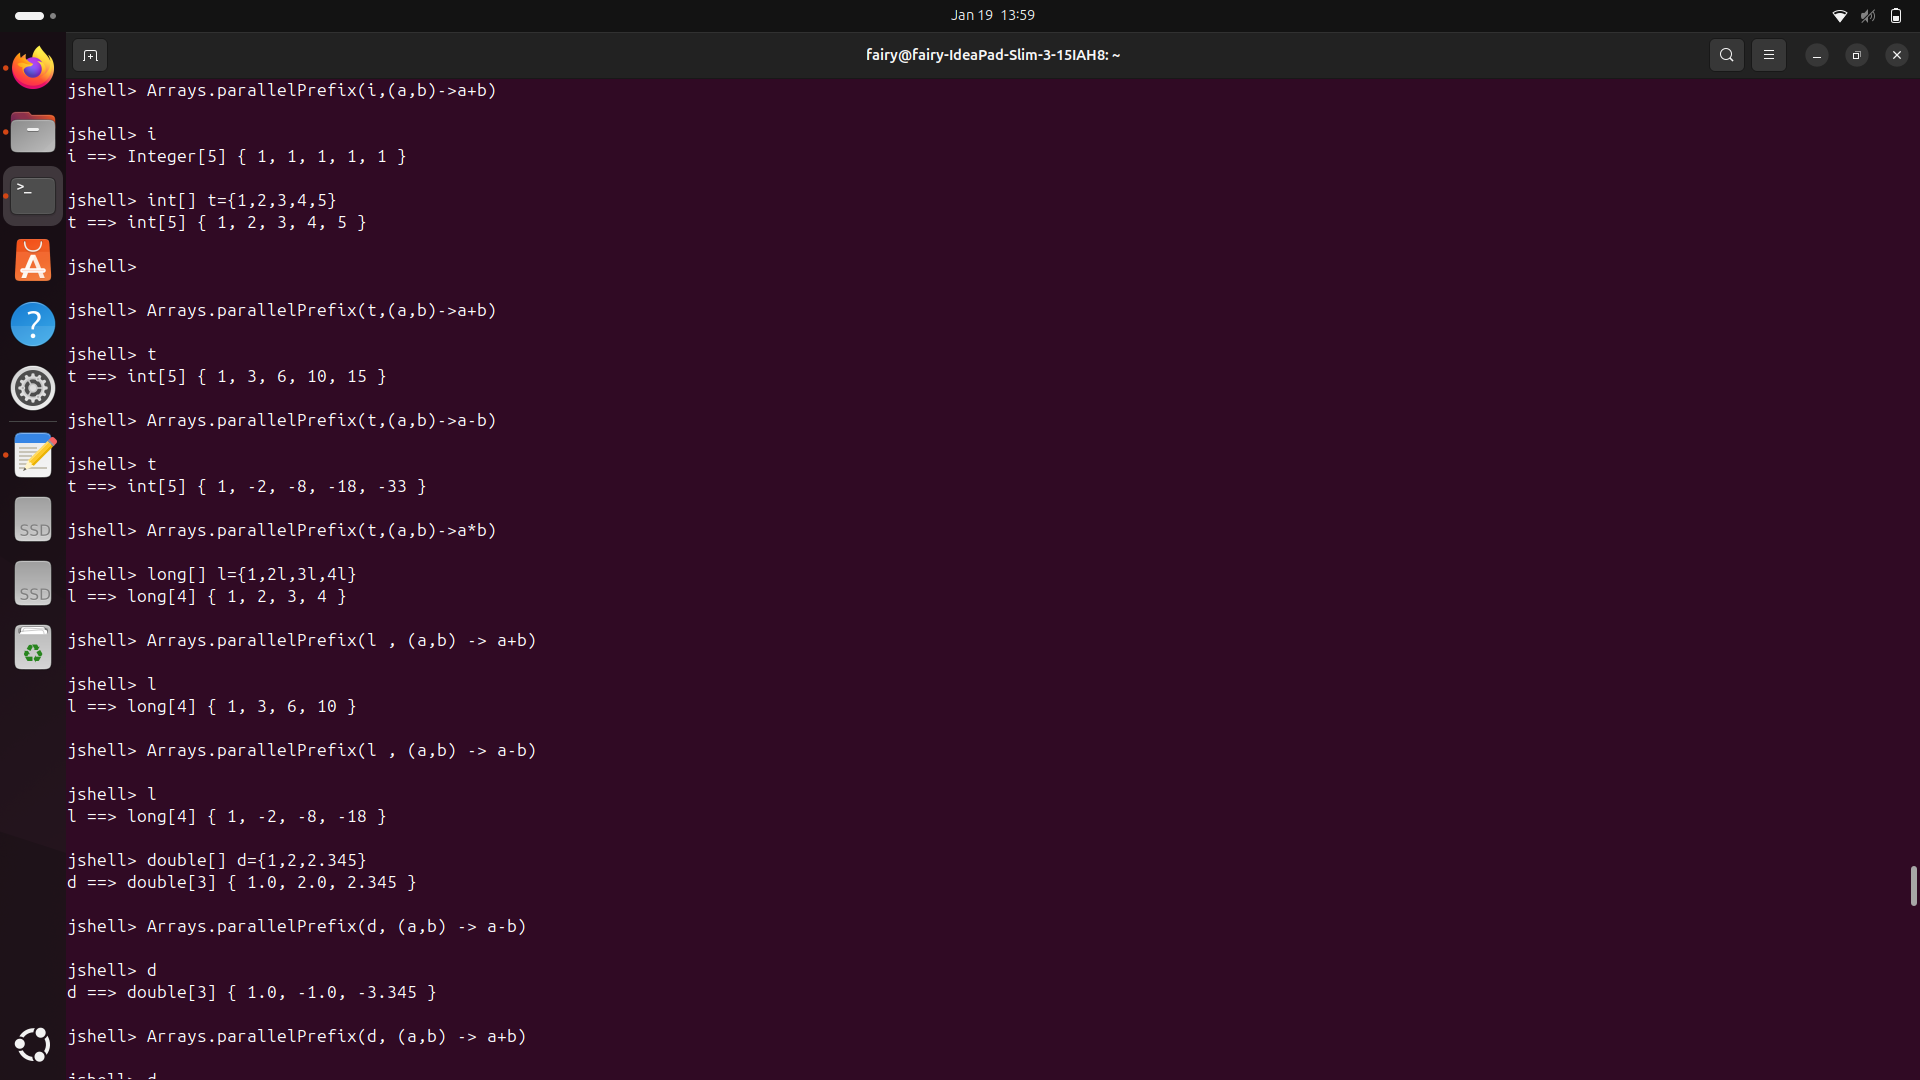 Jan 19 13:59
fairy@fairy-IdeaPad-Slim-3-15IAH8: ~
jshell> Arrays.parallelPrefix(i,(a,b)->a+b)
jshell> i
i ==> Integer[5] { 1, 1, 1, 1, 1 }
jshell> int[] t={1,2,3,4,5}
t ==> int[5] { 1, 2, 3, 4, 5 }
jshell>
jshell> Arrays.parallelPrefix(t,(a,b)->a+b)
jshell> t
t ==> int[5] { 1, 3, 6, 10, 15 }
jshell> Arrays.parallelPrefix(t,(a,b)->a-b)
jshell> t
t ==> int[5] { 1, -2, -8, -18, -33 }
jshell> Arrays.parallelPrefix(t,(a,b)->a*b)
jshell> long[] l={1,2l,3l,4l}
l ==> long[4] { 1, 2, 3, 4 }
jshell> Arrays.parallelPrefix(l , (a,b) -> a+b)
jshell> l
l ==> long[4] { 1, 3, 6, 10 }
jshell> Arrays.parallelPrefix(l , (a,b) -> a-b)
jshell> l
l ==> long[4] { 1, -2, -8, -18 }
jshell> double[] d={1,2,2.345}
d ==> double[3] { 1.0, 2.0, 2.345 }
jshell> Arrays.parallelPrefix(d, (a,b) -> a-b)
jshell> d
d ==> double[3] { 1.0, -1.0, -3.345 }
jshell> Arrays.parallelPrefix(d, (a,b) -> a+b)
jshell> d
>_
A
?
SSD
SSD